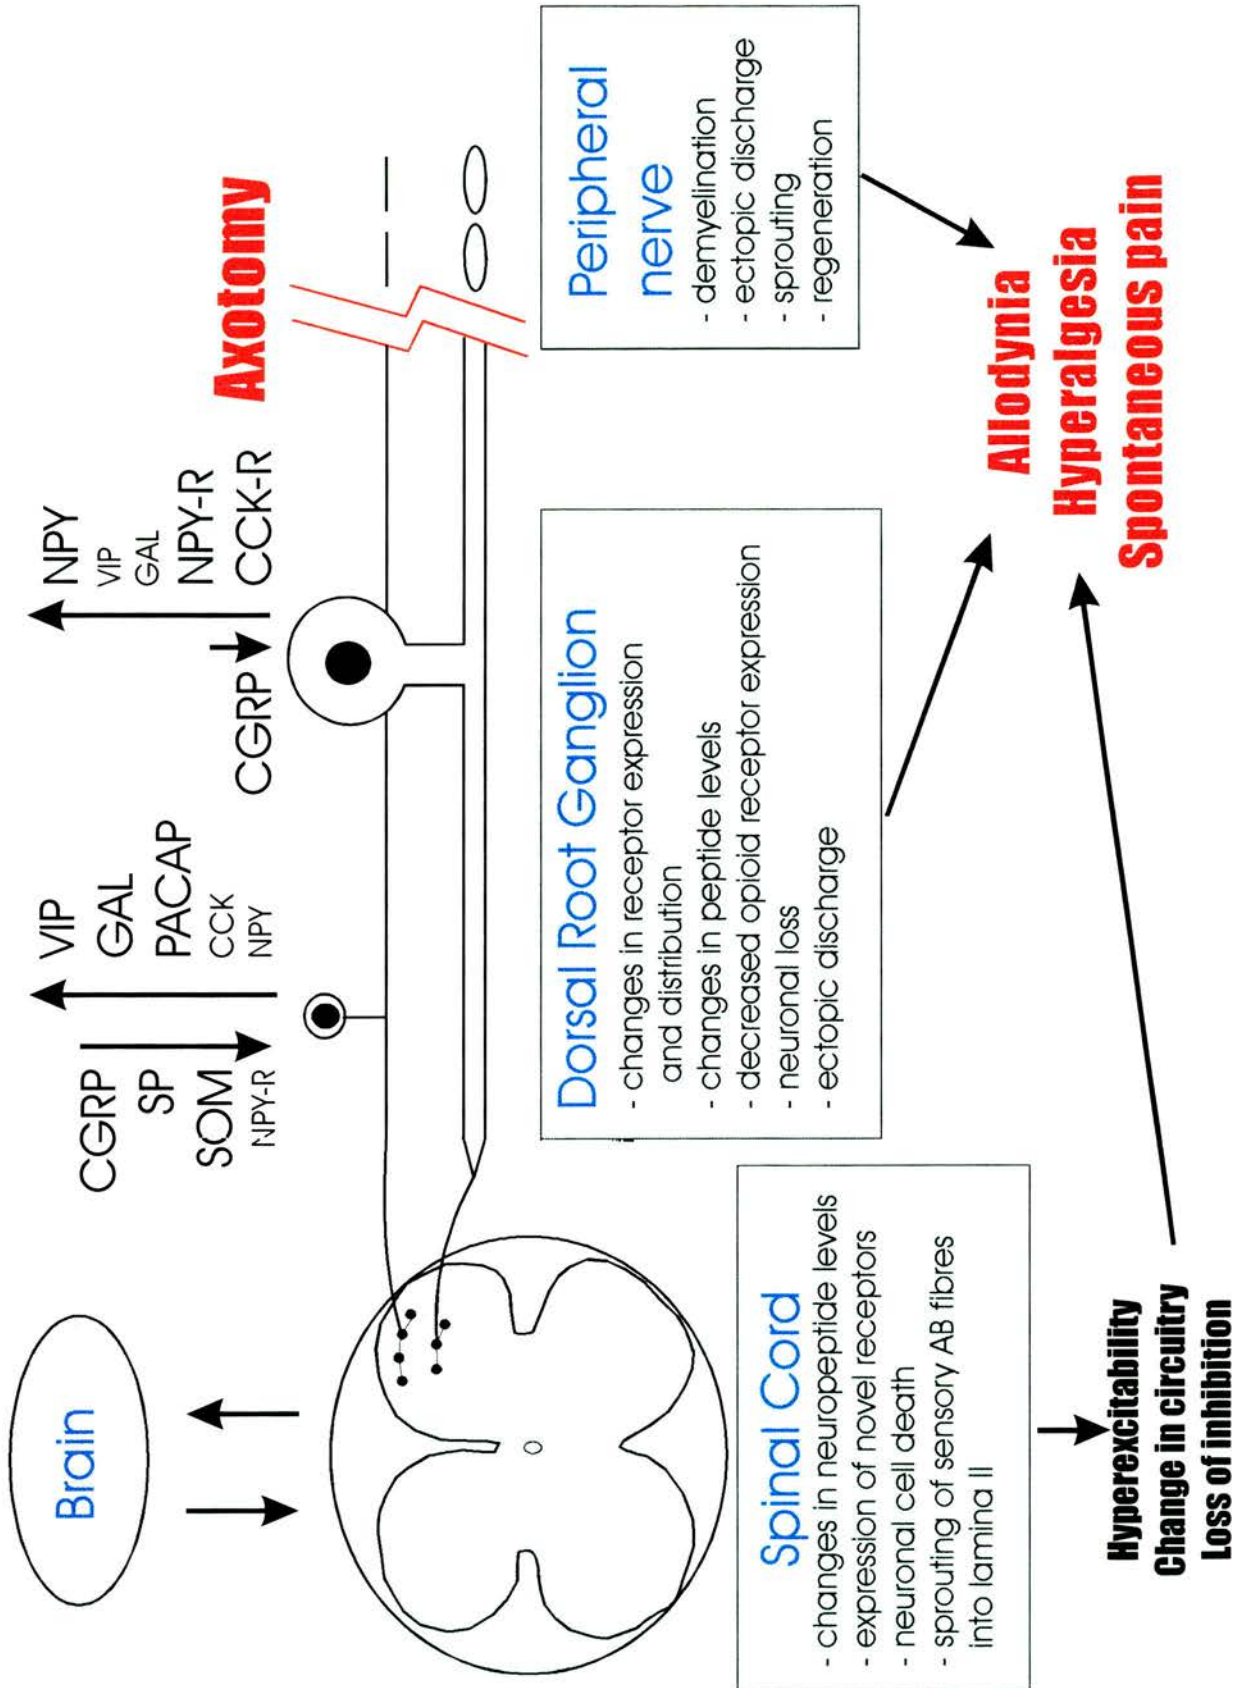 Brain
CGRP
SP
SOM
NPY-R
VIP
GAL
PACAP
CCK
NPY
CGRP
NPY
VIP
GAL
NPY-R
CCK-R
Axotomy
Spinal Cord
- changes in neuropeptide levels
- expression of novel receptors
- neuronal cell death
- sprouting of sensory AB fibres
into lamina II
Dorsal Root Ganglion
- changes in receptor expression
and distribution
- changes in peptide levels
- decreased opioid receptor expression
- neuronal loss
- ectopic discharge
Peripheral
nerve
- demyelination
- ectopic discharge
- sprouting
- regeneration
Hyperexcitability
Change in circuitry
Loss of inhibition
Allodynia
Hyperalgesia
Spontaneous pain